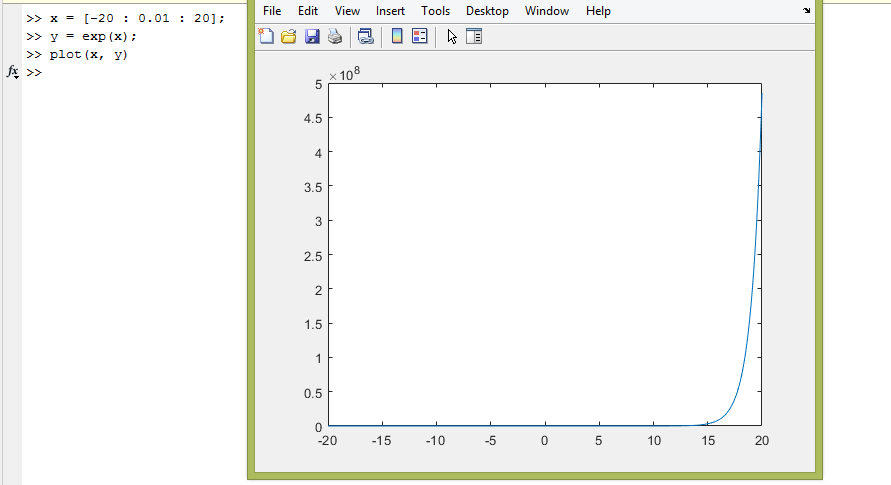 >> x = [-20 : 0.01 : 20];
>> y = exp(x);
>> plot(x, y)
fx >>
File Edit View Insert Tools Desktop Window Help
×10^8
5
4.5
4
3.5
3
2.5
2
1.5
1
0.5
0
-20 -15 -10 -5 0 5 10 15 20